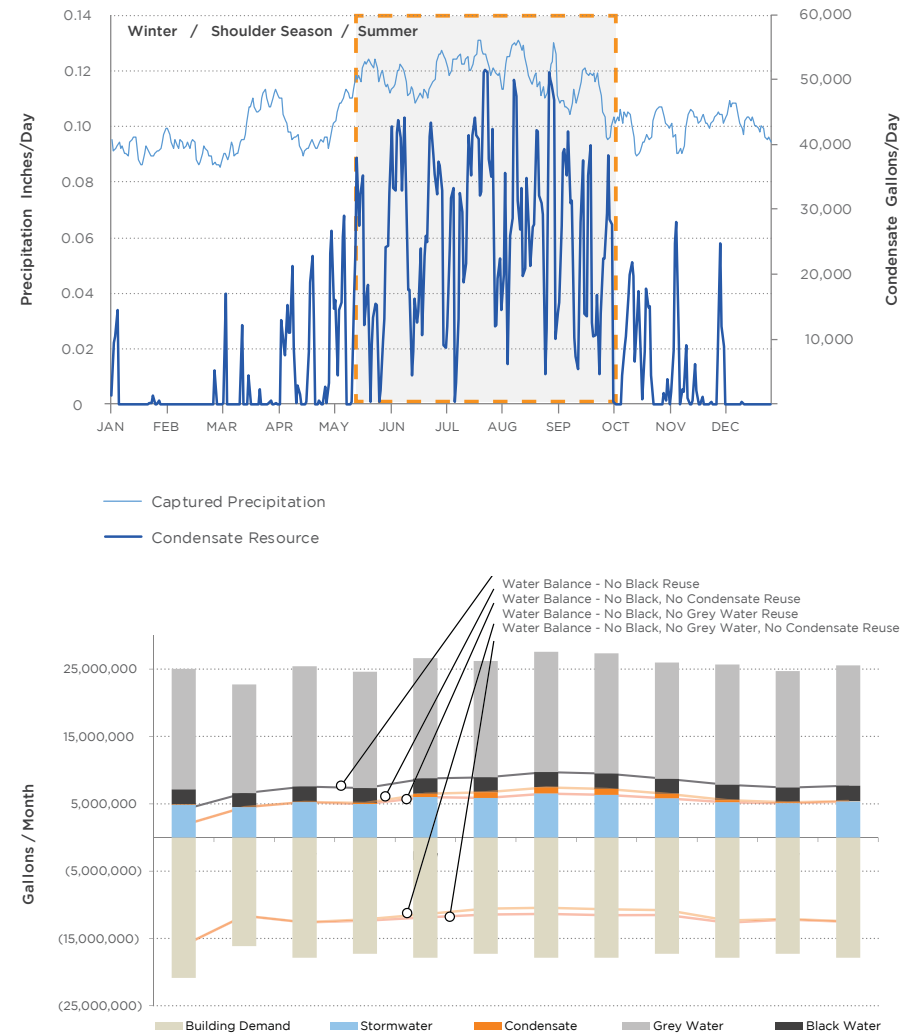 0.14
60,000
Winter / Shoulder Season / Summer
0.12
50,000
0.10
40,000
0.08
30,000
0.06
20,000
0.04
10,000
0.02
0
Precipitation Inches/Day
Condensate Gallons/Day
JAN FEB MAR APR MAY JUN JUL AUG SEP OCT NOV DEC
Captured Precipitation
Condensate Resource
Water Balance - No Black Reuse
Water Balance - No Black, No Condensate Reuse
Water Balance - No Black, No Grey Water Reuse
Water Balance - No Black, No Grey Water, No Condensate Reuse
25,000,000
15,000,000
5,000,000
(5,000,000)
(15,000,000)
(25,000,000)
Gallons / Month
Building Demand Stormwater Condensate Grey Water Black Water